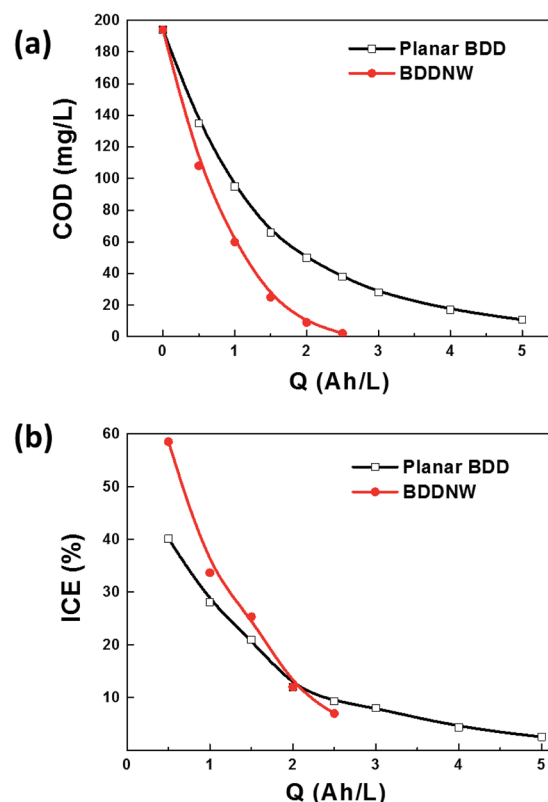 (a)
Planar BDD
BDDNW
COD (mg/L)
200
180
160
140
120
100
80
60
40
20
0
0 1 2 3 4 5
Q (Ah/L)
(b)
Planar BDD
BDDNW
ICE (%)
60
50
40
30
20
10
0 1 2 3 4 5
Q (Ah/L)